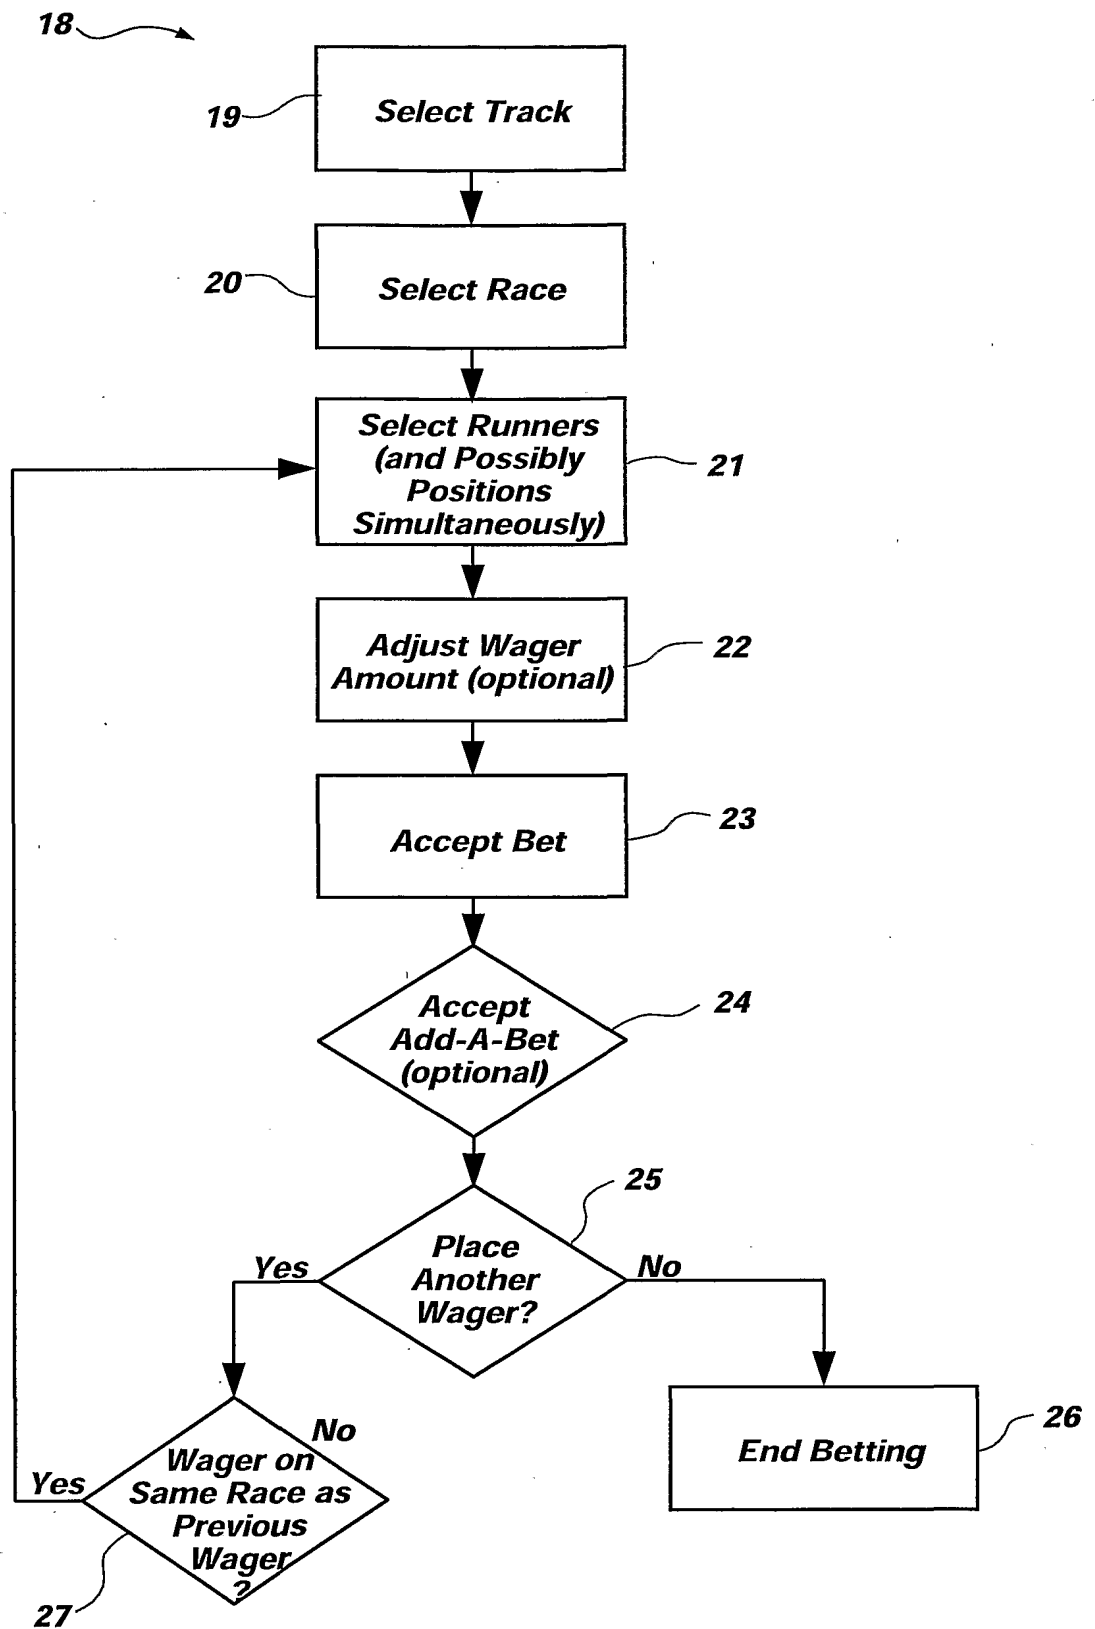 18
19
Select Track
20
Select Race
Select Runners
(and Possibly
Positions
Simultaneously)
21
Adjust Wager
Amount (optional)
22
Accept Bet
23
Accept
Add-A-Bet
(optional)
24
25
Place
Another
Wager?
Yes
No
No
Wager on
Same Race as
Previous
Wager
?
Yes
27
End Betting
26